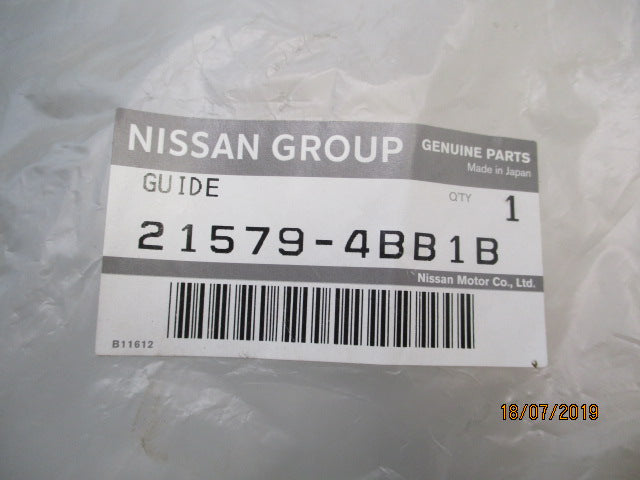 NISSAN GROUP GENUINE PARTS
Made in Japan
GUIDE QTY 1
21579-4BB1B
Nissan Motor Co., Ltd.
B11612
18/07/2019